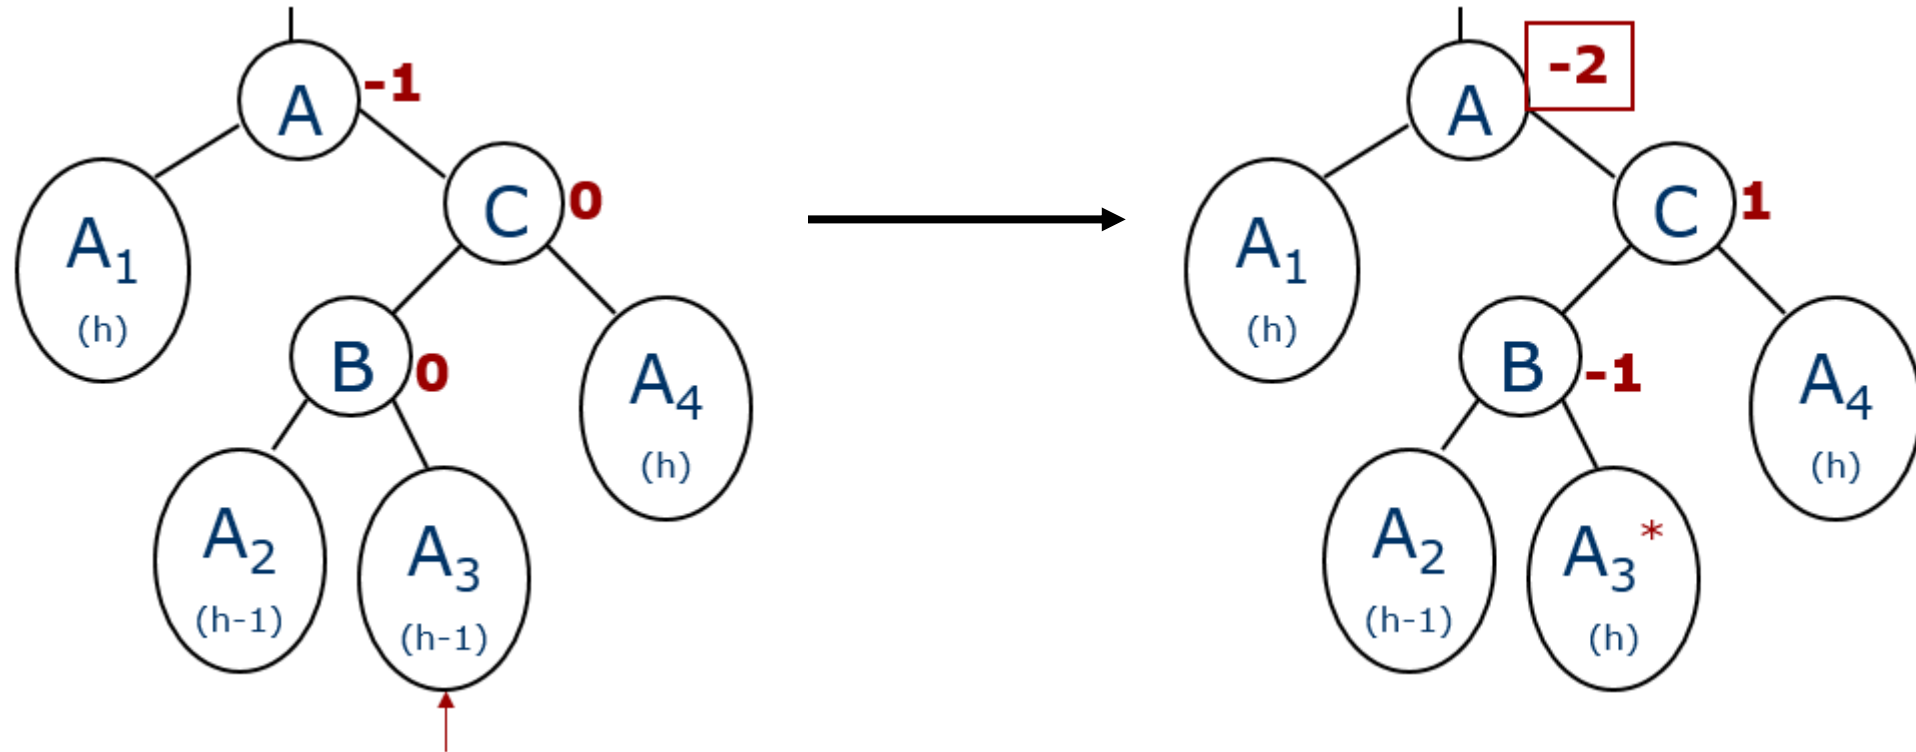 A -1
C 0
A1
(h)
B 0
A4
(h)
A2
(h-1)
A3
(h-1)
A -2
C 1
A1
(h)
B -1
A4
(h)
A2
(h-1)
A3*
(h)